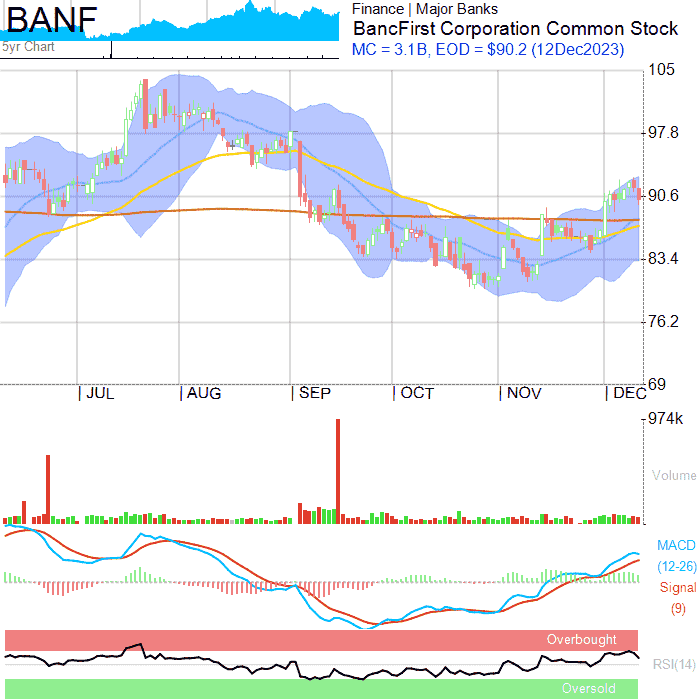 BANF
5yr Chart
Finance | Major Banks
BancFirst Corporation Common Stock
MC = 3.1B, EOD = $90.2 (12Dec2023)
105
97.8
90.6
83.4
76.2
69
| JUL | AUG | SEP | OCT | NOV | DEC
974k
Volume
MACD
(12-26)
Signal
(9)
Overbought
RSI(14)
Oversold